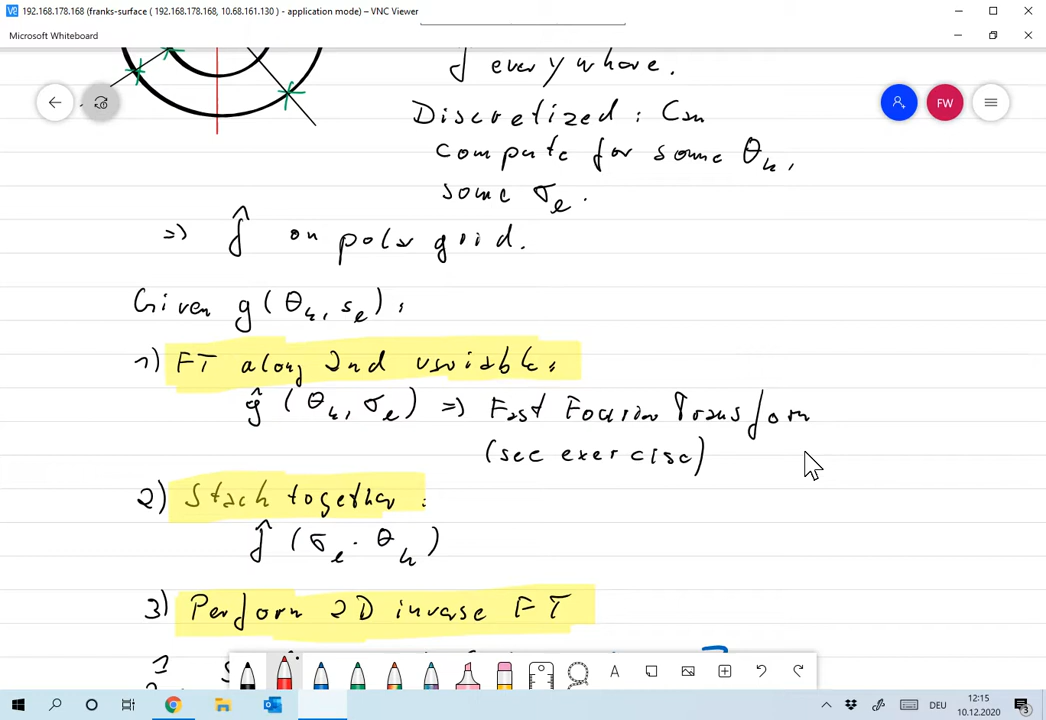 192.168.178.168 (franks-surface ( 192.168.178.168, 10.68.161.130 ) - application mode) - VNC Viewer
Microsoft Whiteboard
f everywhere.
Discretized : Can
compute for some θₖ,
some σₑ.
=> f̂ on polar grid.
Given g(θₖ, sₑ) :
1) FT along 2nd variable:
ĝ (θₖ, σₑ) => Fast Fourier Transform
(see exercise)
2) Stack together :
f̂ (σₑ · θₖ)
3) Perform 2D inverse FT
FW
DEU
12:15
10.12.2020
3